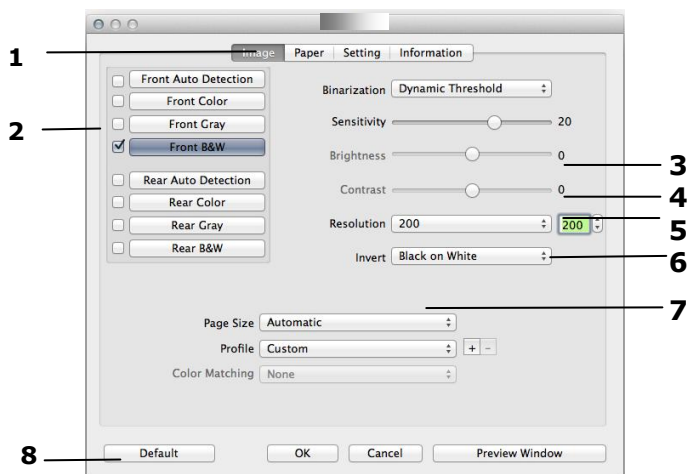 Image Paper Setting Information
1
Front Auto Detection
Front Color
Front Gray
Front B&W
2
Rear Auto Detection
Rear Color
Rear Gray
Rear B&W
Binarization Dynamic Threshold
Sensitivity 20
Brightness 0
3
Contrast 0
4
Resolution 200 200
5
Invert Black on White
6
7
Page Size Automatic
Profile Custom + -
Color Matching None
8
Default OK Cancel Preview Window